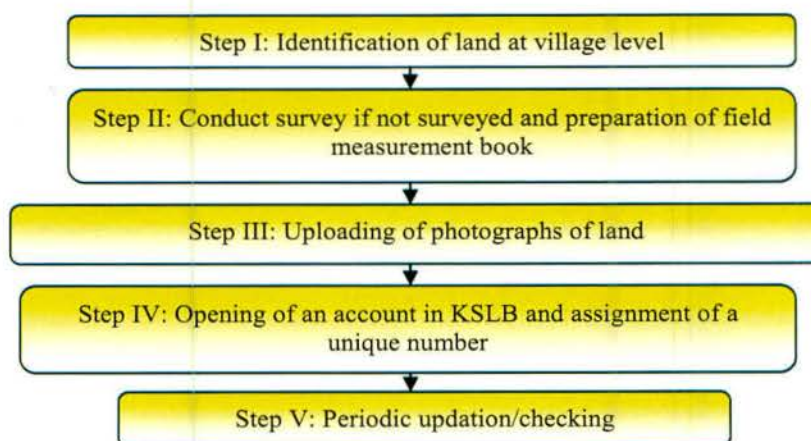 Step I: Identification of land at village level
Step II: Conduct survey if not surveyed and preparation of field
measurement book
Step III: Uploading of photographs of land
Step IV: Opening of an account in KSLB and assignment of a
unique number
Step V: Periodic updation/checking